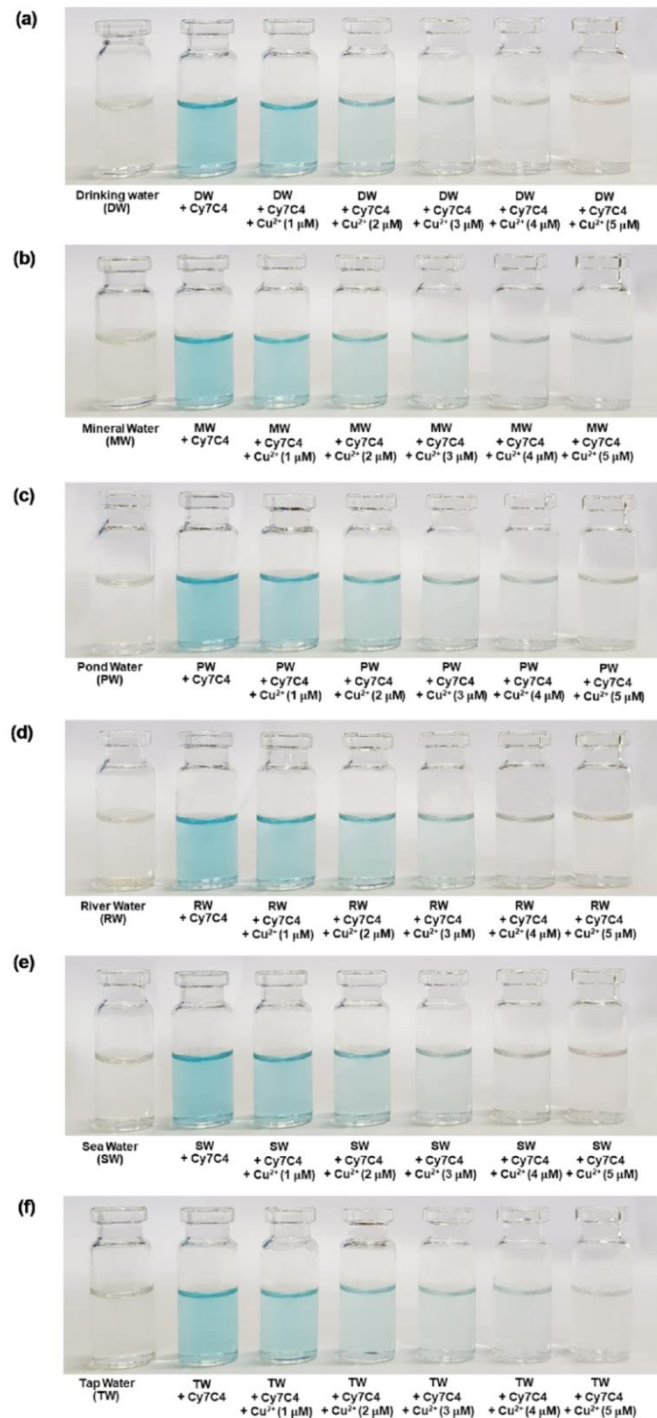 (a)
Drinking water
(DW)
DW
+ Cy7C4
DW
+ Cy7C4
+ Cu²⁺ (1 μM)
DW
+ Cy7C4
+ Cu²⁺ (2 μM)
DW
+ Cy7C4
+ Cu²⁺ (3 μM)
DW
+ Cy7C4
+ Cu²⁺ (4 μM)
DW
+ Cy7C4
+ Cu²⁺ (5 μM)
(b)
Mineral Water
(MW)
MW
+ Cy7C4
MW
+ Cy7C4
+ Cu²⁺ (1 μM)
MW
+ Cy7C4
+ Cu²⁺ (2 μM)
MW
+ Cy7C4
+ Cu²⁺ (3 μM)
MW
+ Cy7C4
+ Cu²⁺ (4 μM)
MW
+ Cy7C4
+ Cu²⁺ (5 μM)
(c)
Pond Water
(PW)
PW
+ Cy7C4
PW
+ Cy7C4
+ Cu²⁺ (1 μM)
PW
+ Cy7C4
+ Cu²⁺ (2 μM)
PW
+ Cy7C4
+ Cu²⁺ (3 μM)
PW
+ Cy7C4
+ Cu²⁺ (4 μM)
PW
+ Cy7C4
+ Cu²⁺ (5 μM)
(d)
River Water
(RW)
RW
+ Cy7C4
RW
+ Cy7C4
+ Cu²⁺ (1 μM)
RW
+ Cy7C4
+ Cu²⁺ (2 μM)
RW
+ Cy7C4
+ Cu²⁺ (3 μM)
RW
+ Cy7C4
+ Cu²⁺ (4 μM)
RW
+ Cy7C4
+ Cu²⁺ (5 μM)
(e)
Sea Water
(SW)
SW
+ Cy7C4
SW
+ Cy7C4
+ Cu²⁺ (1 μM)
SW
+ Cy7C4
+ Cu²⁺ (2 μM)
SW
+ Cy7C4
+ Cu²⁺ (3 μM)
SW
+ Cy7C4
+ Cu²⁺ (4 μM)
SW
+ Cy7C4
+ Cu²⁺ (5 μM)
(f)
Tap Water
(TW)
TW
+ Cy7C4
TW
+ Cy7C4
+ Cu²⁺ (1 μM)
TW
+ Cy7C4
+ Cu²⁺ (2 μM)
TW
+ Cy7C4
+ Cu²⁺ (3 μM)
TW
+ Cy7C4
+ Cu²⁺ (4 μM)
TW
+ Cy7C4
+ Cu²⁺ (5 μM)